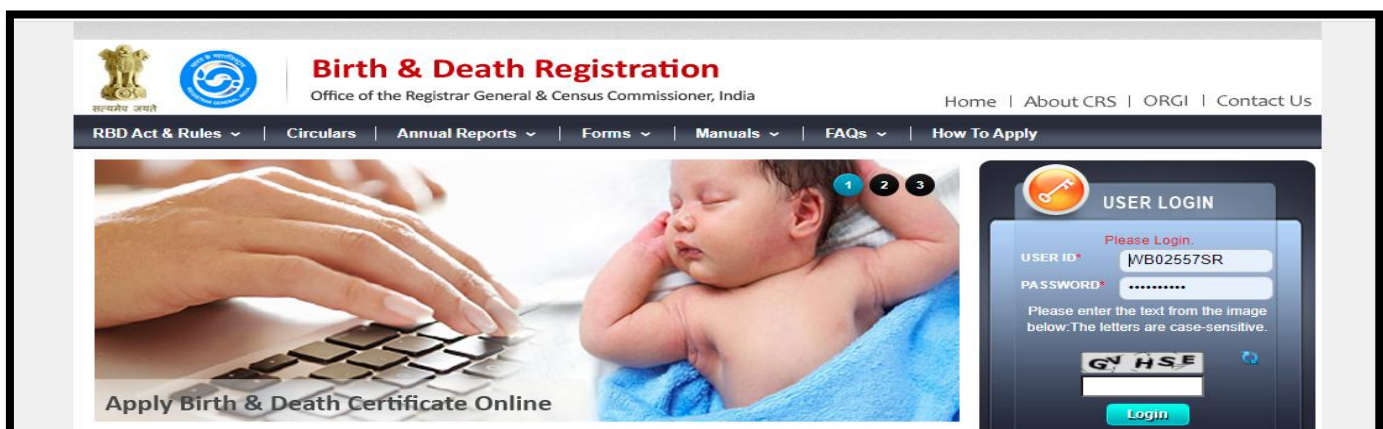 Birth & Death Registration
Office of the Registrar General & Census Commissioner, India
सत्यमेव जयते
Home | About CRS | ORGI | Contact Us
RBD Act & Rules | Circulars | Annual Reports | Forms | Manuals | FAQs | How To Apply
1 2 3
Apply Birth & Death Certificate Online
USER LOGIN
Please Login.
USER ID* WB02557SR
PASSWORD* ••••••••••
Please enter the text from the image
below:The letters are case-sensitive.
Login